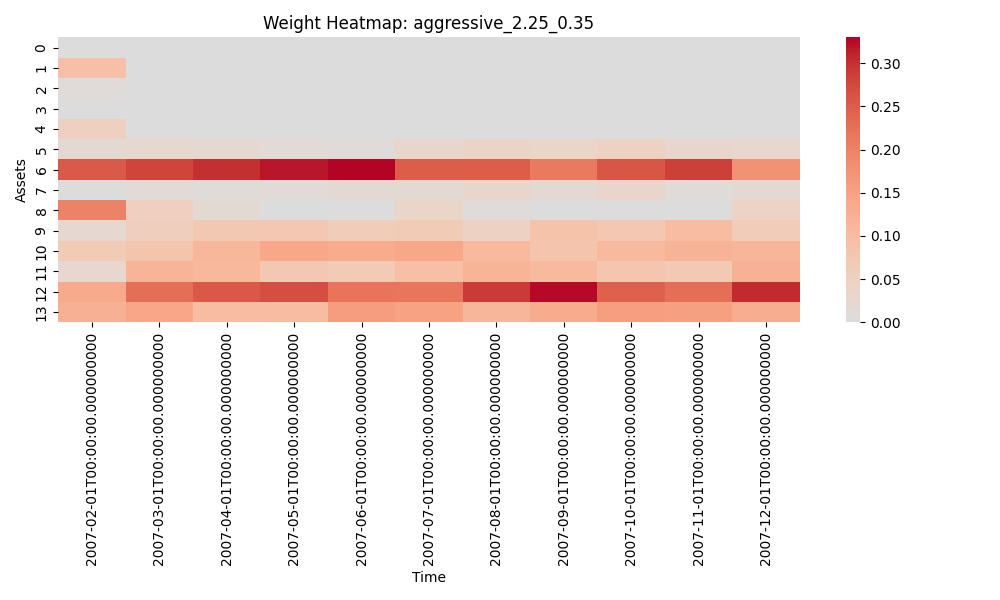 Weight Heatmap: aggressive_2.25_0.35
Assets
0
1
2
3
4
5
6
7
8
9
10
11
12
13
0.30
0.25
0.20
0.15
0.10
0.05
0.00
2007-02-01T00:00:00.000000000
2007-03-01T00:00:00.000000000
2007-04-01T00:00:00.000000000
2007-05-01T00:00:00.000000000
2007-06-01T00:00:00.000000000
2007-07-01T00:00:00.000000000
2007-08-01T00:00:00.000000000
2007-09-01T00:00:00.000000000
2007-10-01T00:00:00.000000000
2007-11-01T00:00:00.000000000
2007-12-01T00:00:00.000000000
Time